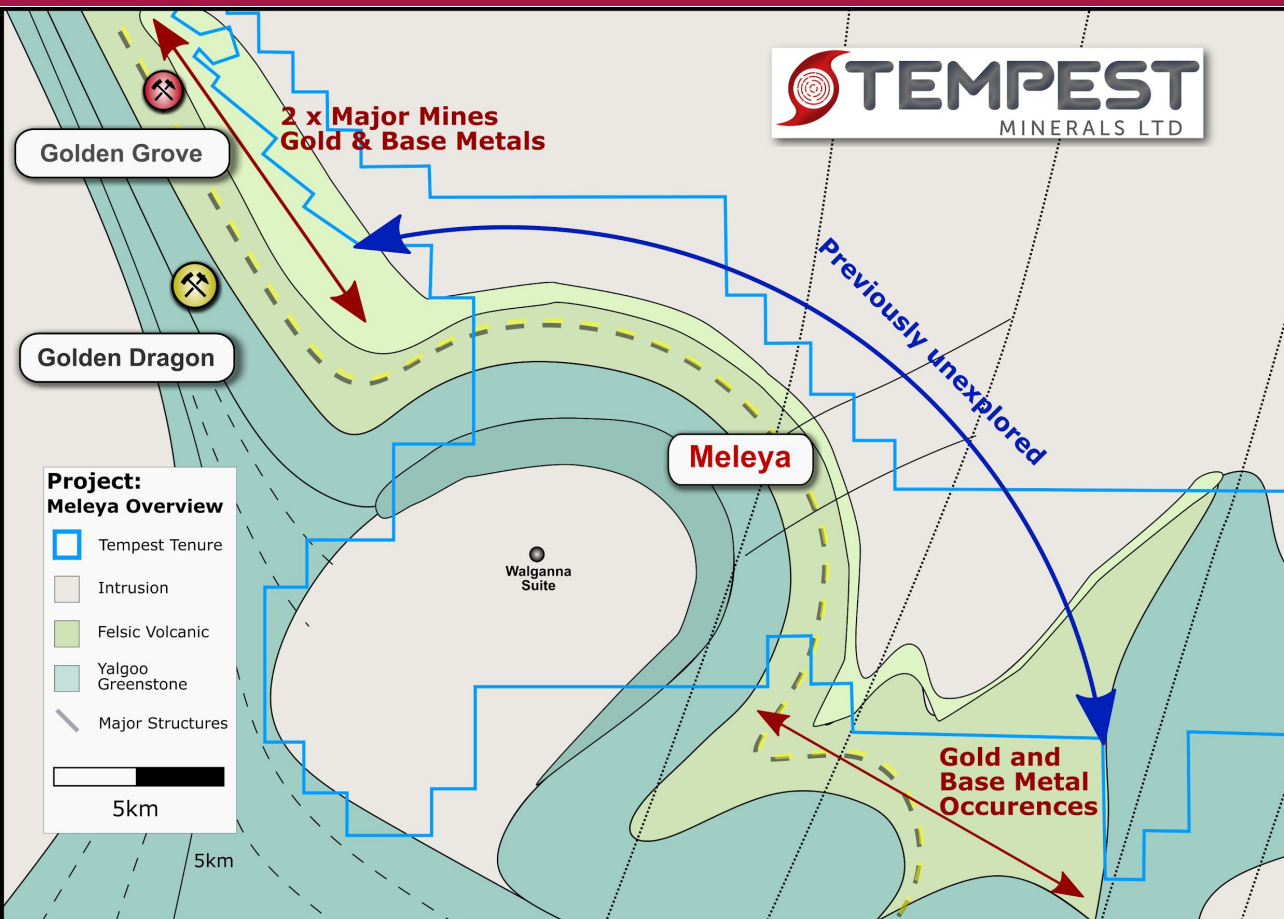 TEMPEST
MINERALS LTD
2 x Major Mines
Gold & Base Metals
Golden Grove
Golden Dragon
Previously unexplored
Meleya
Project:
Meleya Overview
Tempest Tenure
Intrusion
Felsic Volcanic
Yalgoo
Greenstone
Major Structures
5km
5km
Walganna
Suite
Gold and
Base Metal
Occurences